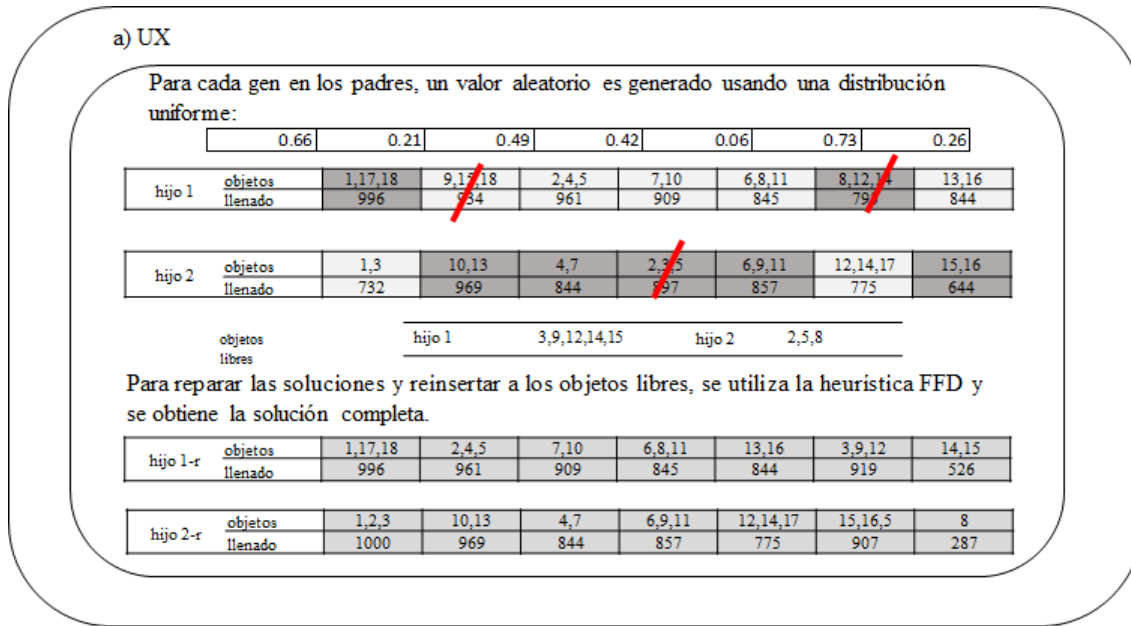 a) UX
Para cada gen en los padres, un valor aleatorio es generado usando una distribución
uniforme:
0.66 0.21 0.49 0.42 0.06 0.73 0.26
hijo 1 objetos 1,17,18 9,15,18 2,4,5 7,10 6,8,11 8,12,14 13,16
llenado 996 934 961 909 845 844
hijo 2 objetos 1,3 10,13 4,7 2,3,5 6,9,11 12,14,17 15,16
llenado 732 969 844 897 857 775 644
objetos hijo 1 3,9,12,14,15 hijo 2 2,5,8
libres
Para reparar las soluciones y reinsertar a los objetos libres, se utiliza la heurística FFD y
se obtiene la solución completa.
hijo 1-r objetos 1,17,18 2,4,5 7,10 6,8,11 13,16 3,9,12 14,15
llenado 996 961 909 845 844 919 526
hijo 2-r objetos 1,2,3 10,13 4,7 6,9,11 12,14,17 15,16,5 8
llenado 1000 969 844 857 775 907 287